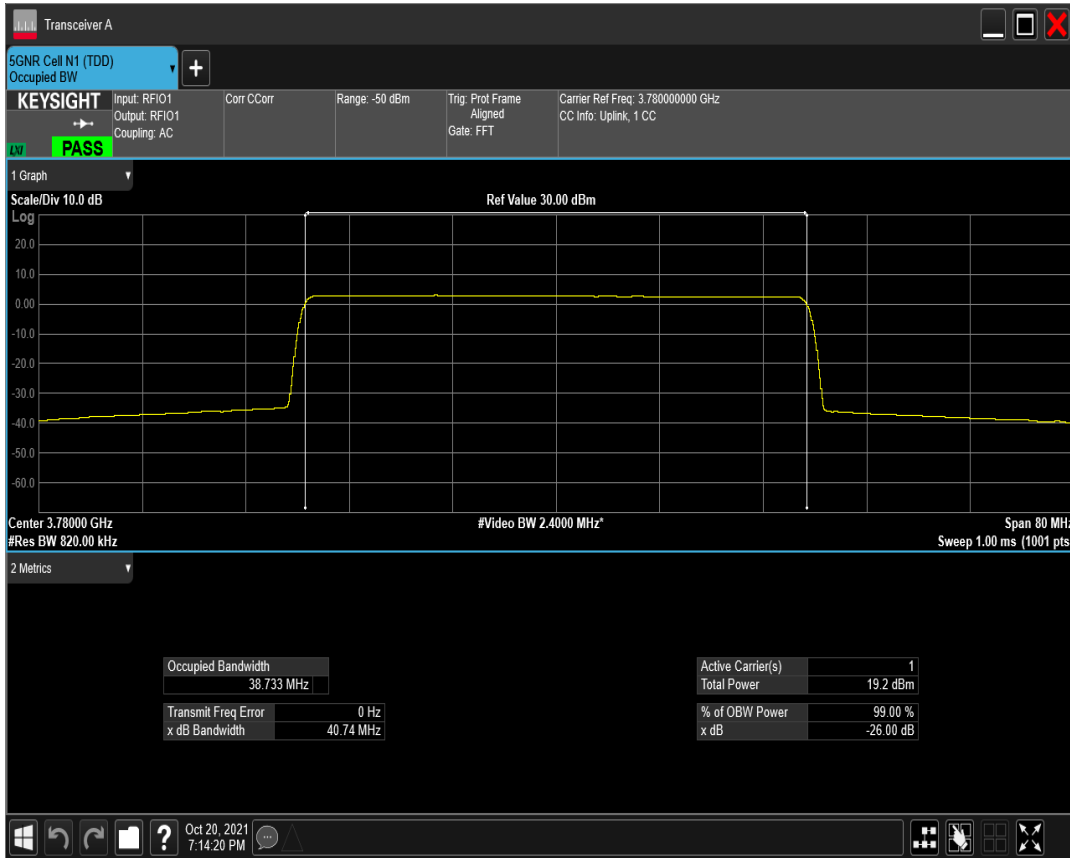 Transceiver A
5GNR Cell N1 (TDD)
Occupied BW
+
KEYSIGHT
LXI
PASS
Input: RFIO1
Output: RFIO1
Coupling: AC
Corr CCorr
Range: -50 dBm
Trig: Prot Frame
Aligned
Gate: FFT
Carrier Ref Freq: 3.780000000 GHz
CC Info: Uplink, 1 CC
1 Graph
Scale/Div 10.0 dB
Ref Value 30.00 dBm
Log
20.0
10.0
0.00
-10.0
-20.0
-30.0
-40.0
-50.0
-60.0
Center 3.78000 GHz
#Video BW 2.4000 MHz*
Span 80 MHz
#Res BW 820.00 kHz
Sweep 1.00 ms (1001 pts
2 Metrics
Occupied Bandwidth
38.733 MHz
Transmit Freq Error 0 Hz
x dB Bandwidth 40.74 MHz
Active Carrier(s) 1
Total Power 19.2 dBm
% of OBW Power 99.00 %
x dB -26.00 dB
?
Oct 20, 2021
7:14:20 PM